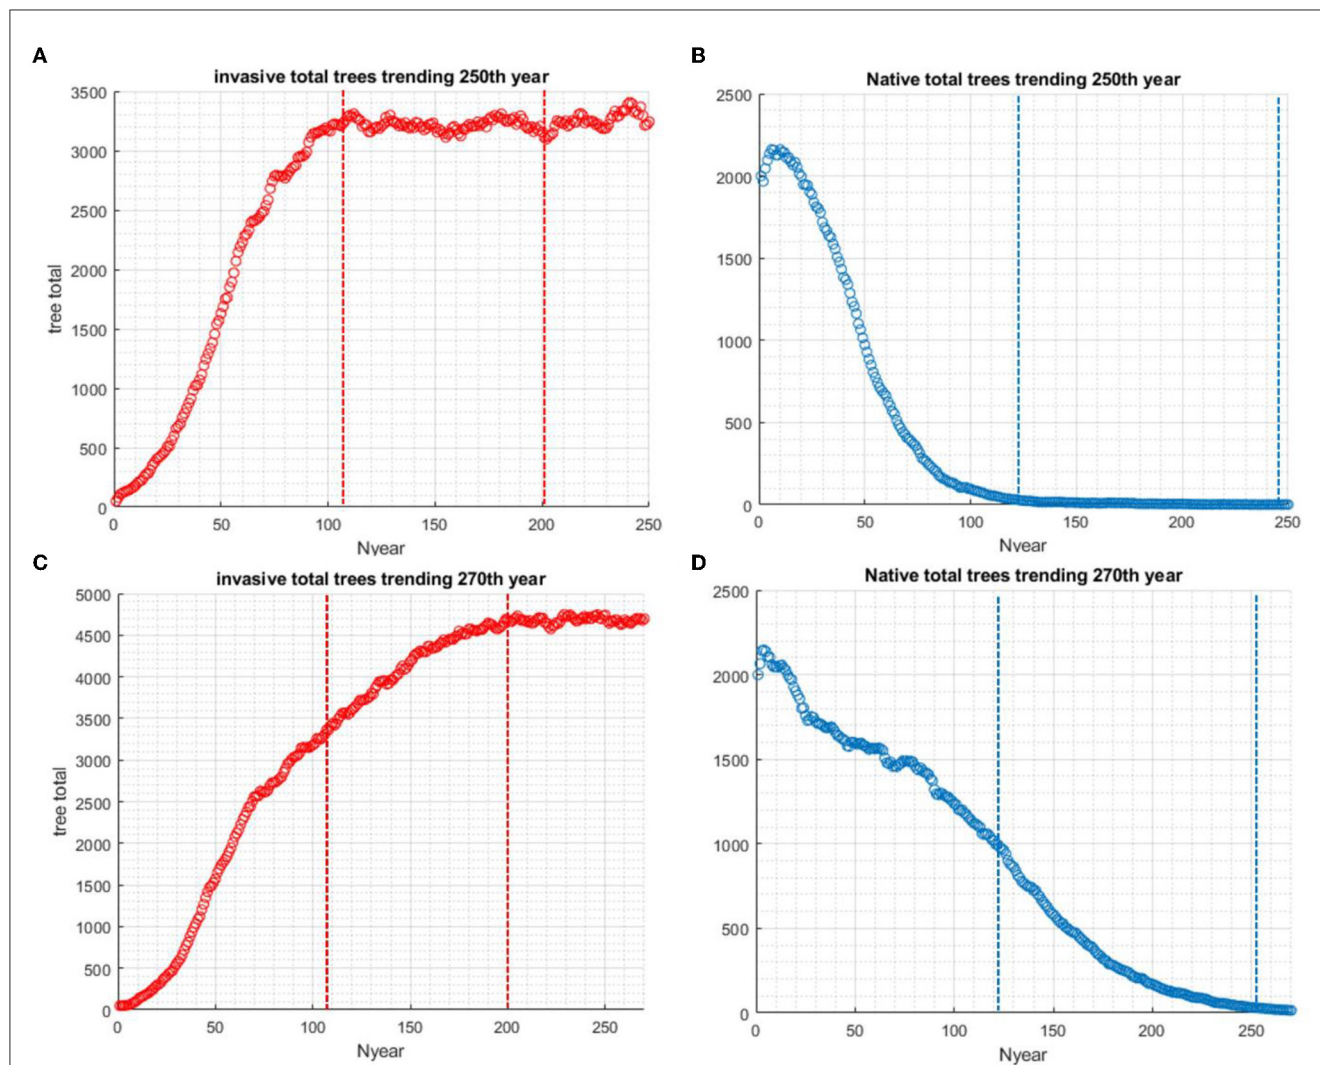 A
invasive total trees trending 250th year
3500
3000
2500
2000
1500
1000
500
0
tree total
0 50 100 150 200 250
Nyear
B
Native total trees trending 250th year
2500
2000
1500
1000
500
0
0 50 100 150 200 250
Nyear
C
invasive total trees trending 270th year
5000
4500
4000
3500
3000
2500
2000
1500
1000
500
0
tree total
0 50 100 150 200 250
Nyear
D
Native total trees trending 270th year
2500
2000
1500
1000
500
0
0 50 100 150 200 250
Nyear